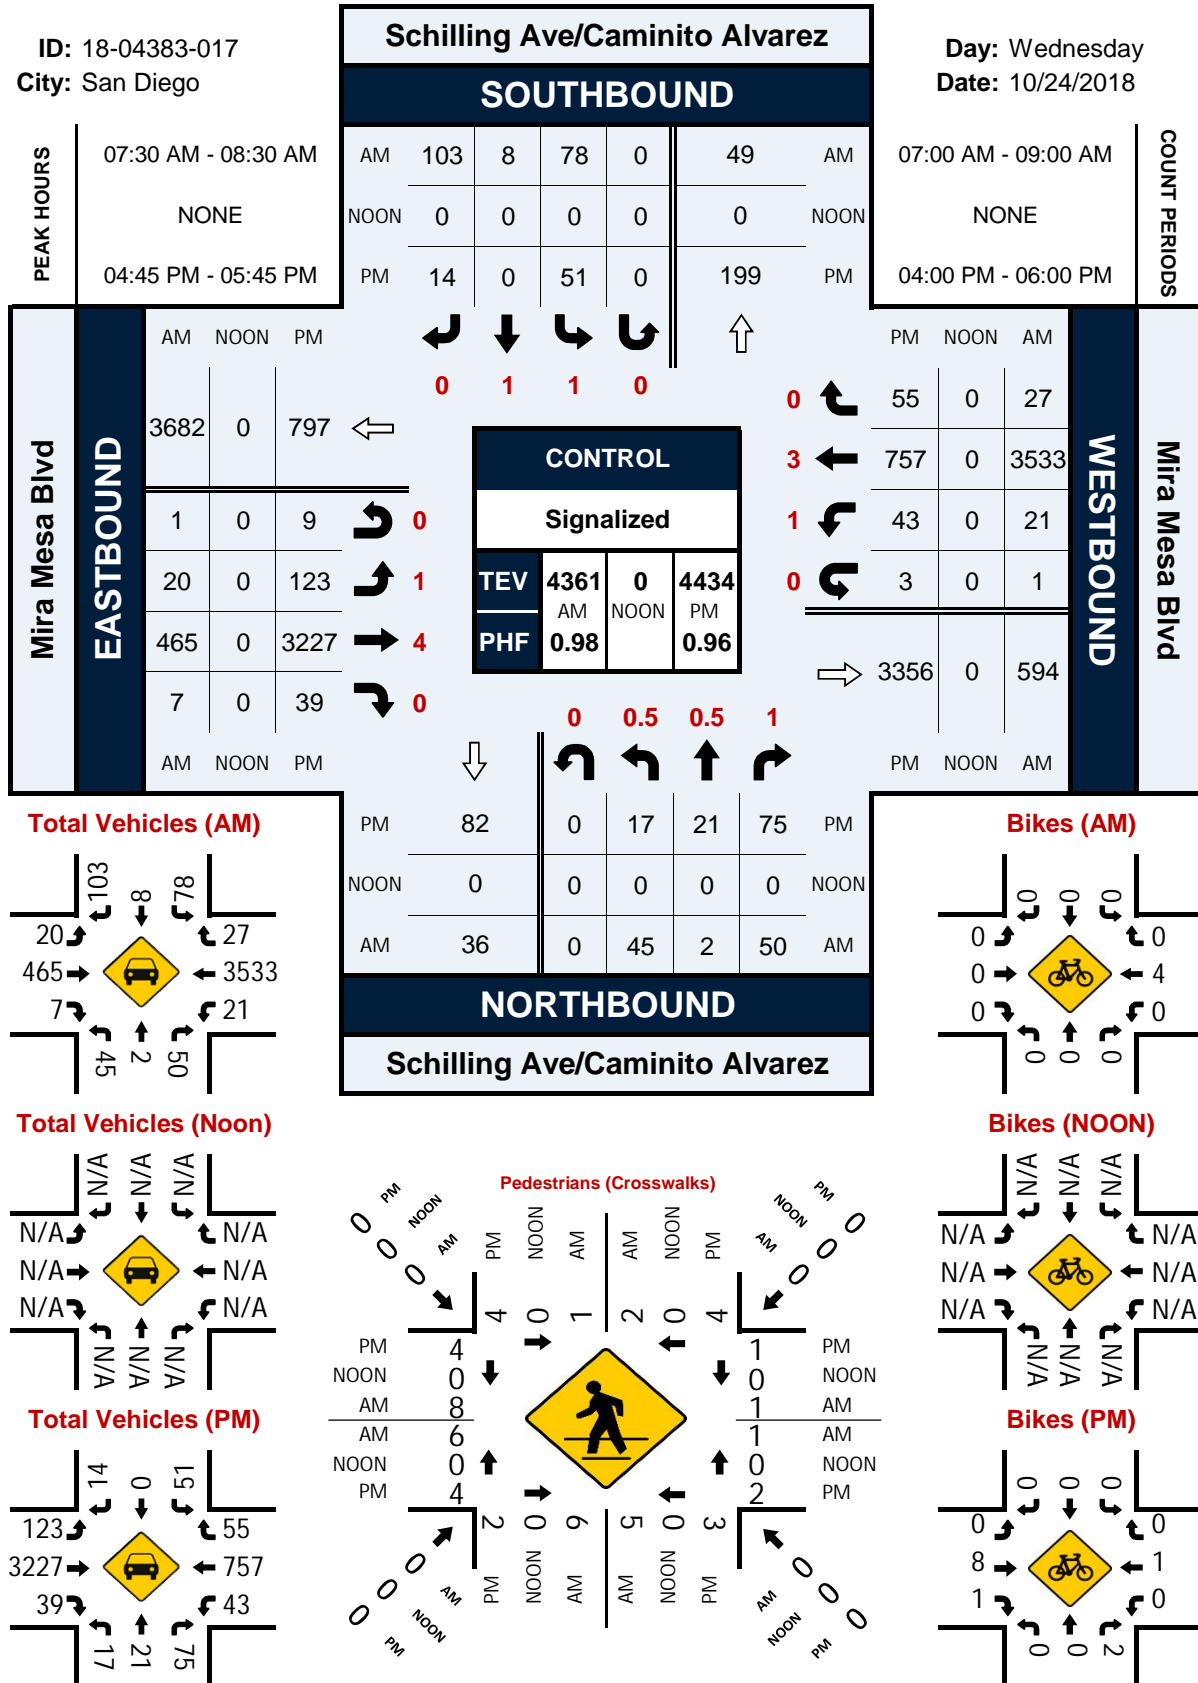 Schilling Ave/Caminito Alvarez
ID: 18-04383-017
City: San Diego
Day: Wednesday
Date: 10/24/2018
SOUTHBOUND
PEAK HOURS
07:30 AM - 08:30 AM
NONE
04:45 PM - 05:45 PM
AM 103 8 78 0 49 AM
NOON 0 0 0 0 0 NOON
PM 14 0 51 0 199 PM
07:00 AM - 09:00 AM
NONE
04:00 PM - 06:00 PM
COUNT PERIODS
0 1 1 0
Mira Mesa Blvd
EASTBOUND
AM NOON PM
3682 0 797
1 0 9 0
20 0 123 1
465 0 3227 4
7 0 39 0
AM NOON PM
CONTROL
Signalized
TEV 4361 0 4434
AM NOON PM
PHF 0.98 0.96
PM NOON AM
0 55 0 27
3 757 0 3533
1 43 0 21
0 3 0 1
3356 0 594
PM NOON AM
WESTBOUND
Mira Mesa Blvd
0 0.5 0.5 1
PM 82 0 17 21 75 PM
NOON 0 0 0 0 0 NOON
AM 36 0 45 2 50 AM
NORTHBOUND
Schilling Ave/Caminito Alvarez
Total Vehicles (AM)
103 8 78
20 27
465 3533
7 21
45 2 50
Bikes (AM)
0 0 0
0 0
0 4
0 0
0 0 0
Total Vehicles (Noon)
N/A N/A N/A
N/A N/A
N/A N/A
N/A N/A
N/A N/A N/A
Bikes (NOON)
N/A N/A N/A
N/A N/A
N/A N/A
N/A N/A
N/A N/A N/A
Pedestrians (Crosswalks)
PM NOON AM
0 0 0
PM NOON AM AM NOON PM
4 0 1 2 0 4
PM NOON AM
0 0 0
PM 4 1 PM
NOON 0 0 NOON
AM 8 1 AM
AM 6 1 AM
NOON 0 0 NOON
PM 4 2 PM
2 0 6 5 0 3
PM NOON AM AM NOON PM
0 0 0
AM NOON PM
0 0 0
AM NOON PM
Total Vehicles (PM)
14 0 51
123 55
3227 757
39 43
17 21 75
Bikes (PM)
0 0 0
0 0
8 1
1 0
0 0 2